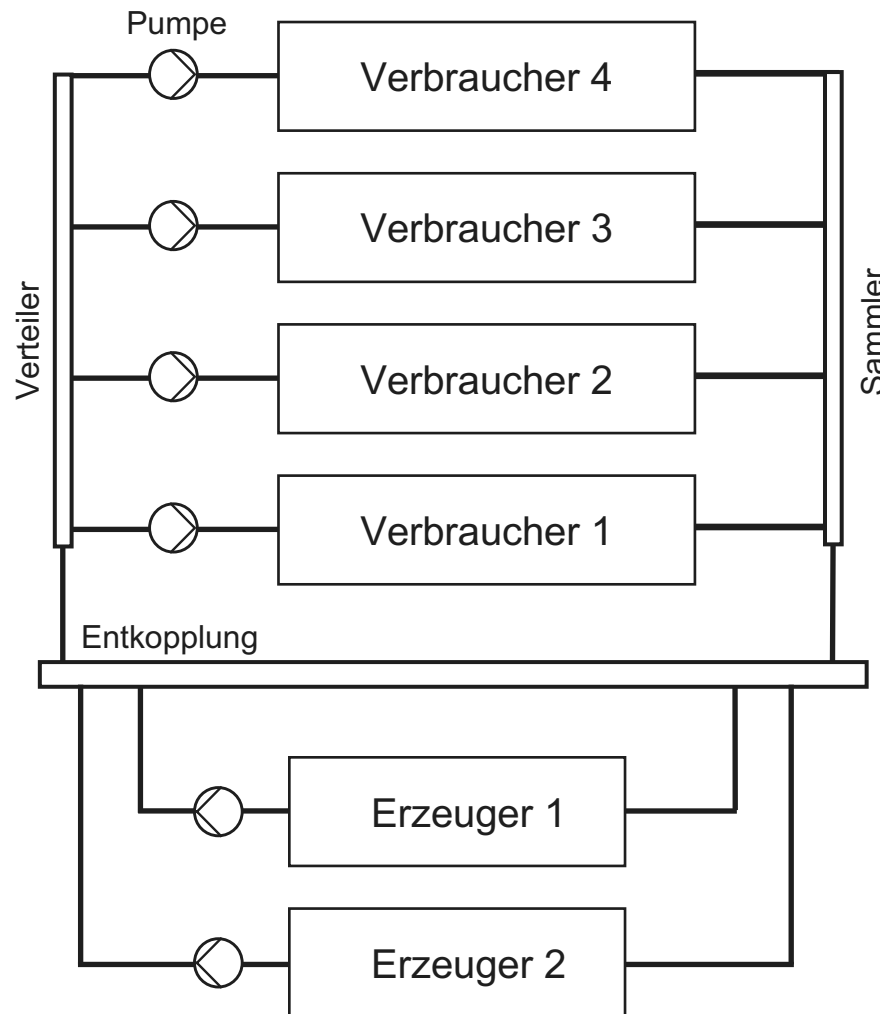 Pumpe
Verbraucher 4
Verbraucher 3
Verteiler
Sammler
Verbraucher 2
Verbraucher 1
Entkopplung
Erzeuger 1
Erzeuger 2